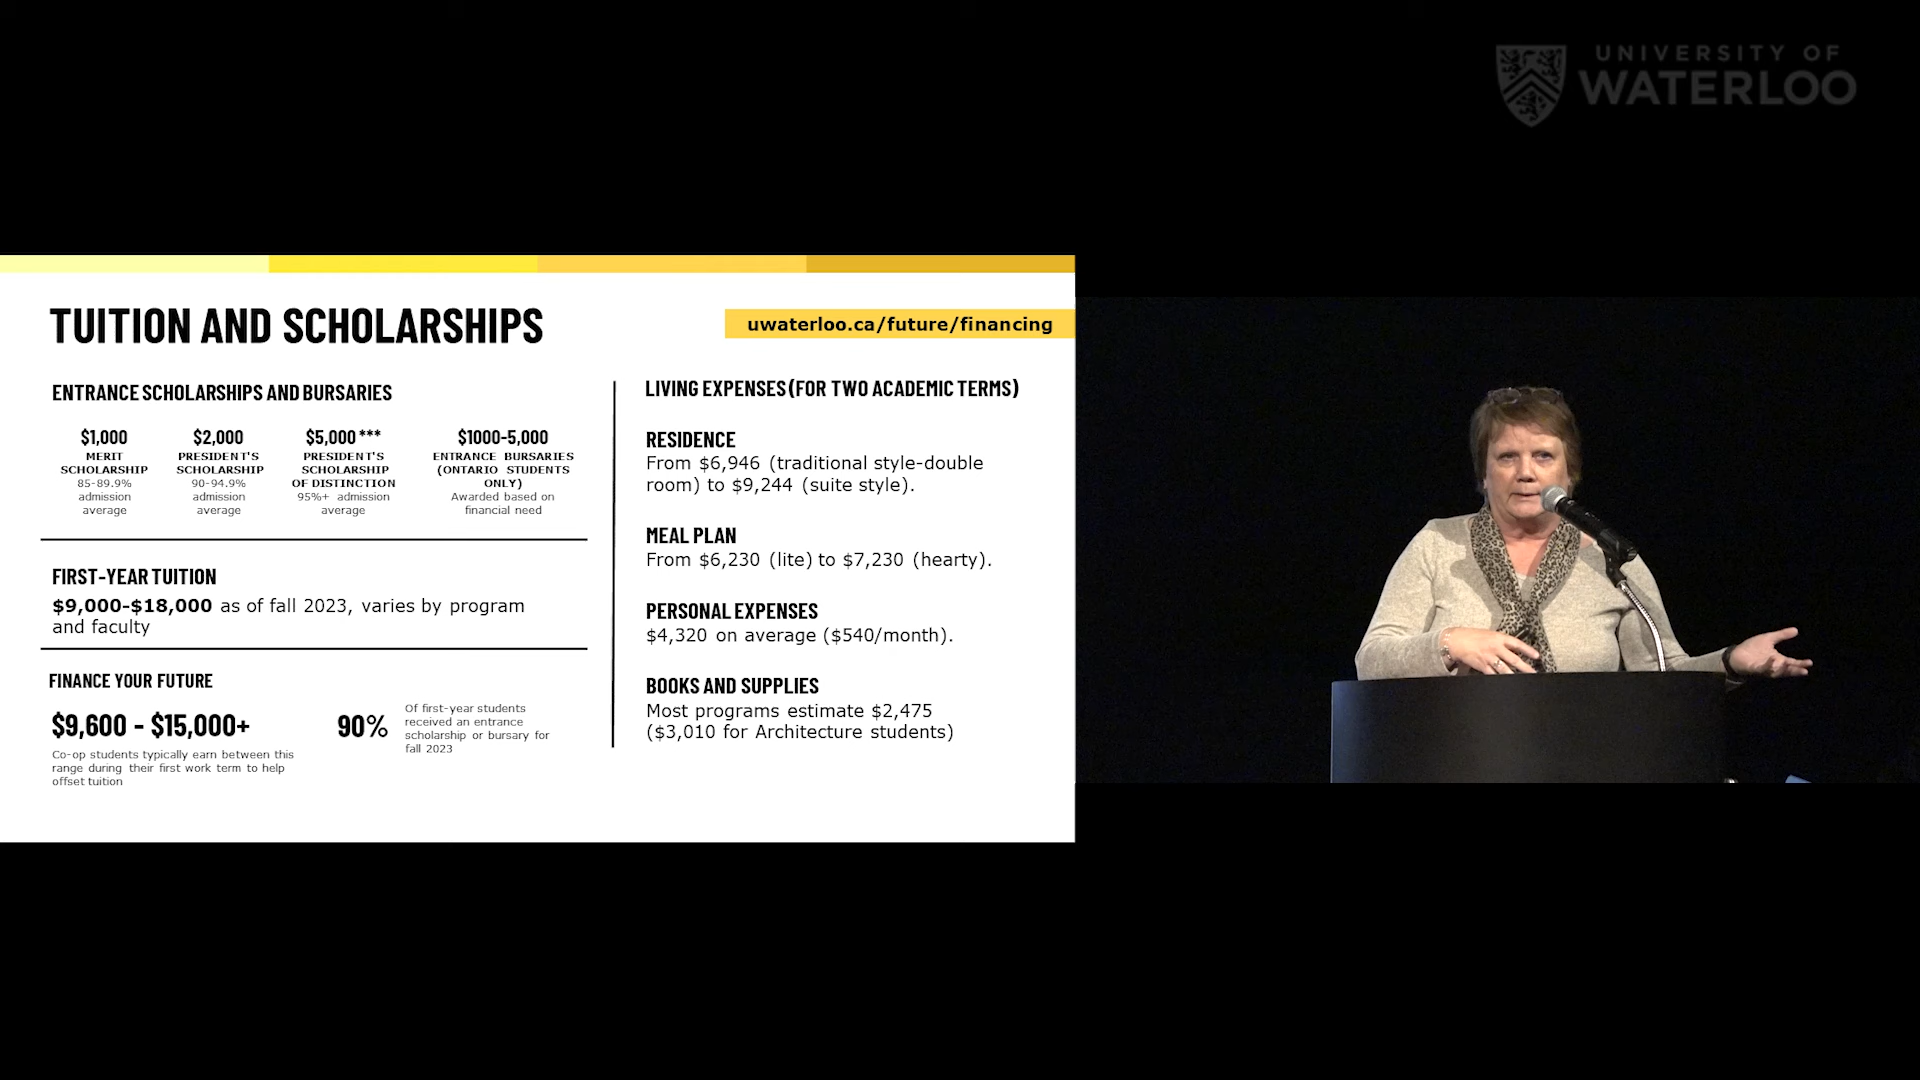 UNIVERSITY OF
WATERLOO
TUITION AND SCHOLARSHIPS
uwaterloo.ca/future/financing
ENTRANCE SCHOLARSHIPS AND BURSARIES
$1,000
MERIT
SCHOLARSHIP
85-89.9%
admission
average
$2,000
PRESIDENT'S
SCHOLARSHIP
90-94.9%
admission
average
$5,000 ***
PRESIDENT'S
SCHOLARSHIP
OF DISTINCTION
95%+ admission
average
$1000-5,000
ENTRANCE BURSARIES
(ONTARIO STUDENTS
ONLY)
Awarded based on
financial need
FIRST-YEAR TUITION
$9,000-$18,000 as of fall 2023, varies by program
and faculty
FINANCE YOUR FUTURE
$9,600 - $15,000+
Co-op students typically earn between this
range during their first work term to help
offset tuition
90%
Of first-year students
received an entrance
scholarship or bursary for
fall 2023
LIVING EXPENSES (FOR TWO ACADEMIC TERMS)
RESIDENCE
From $6,946 (traditional style-double
room) to $9,244 (suite style).
MEAL PLAN
From $6,230 (lite) to $7,230 (hearty).
PERSONAL EXPENSES
$4,320 on average ($540/month).
BOOKS AND SUPPLIES
Most programs estimate $2,475
($3,010 for Architecture students)